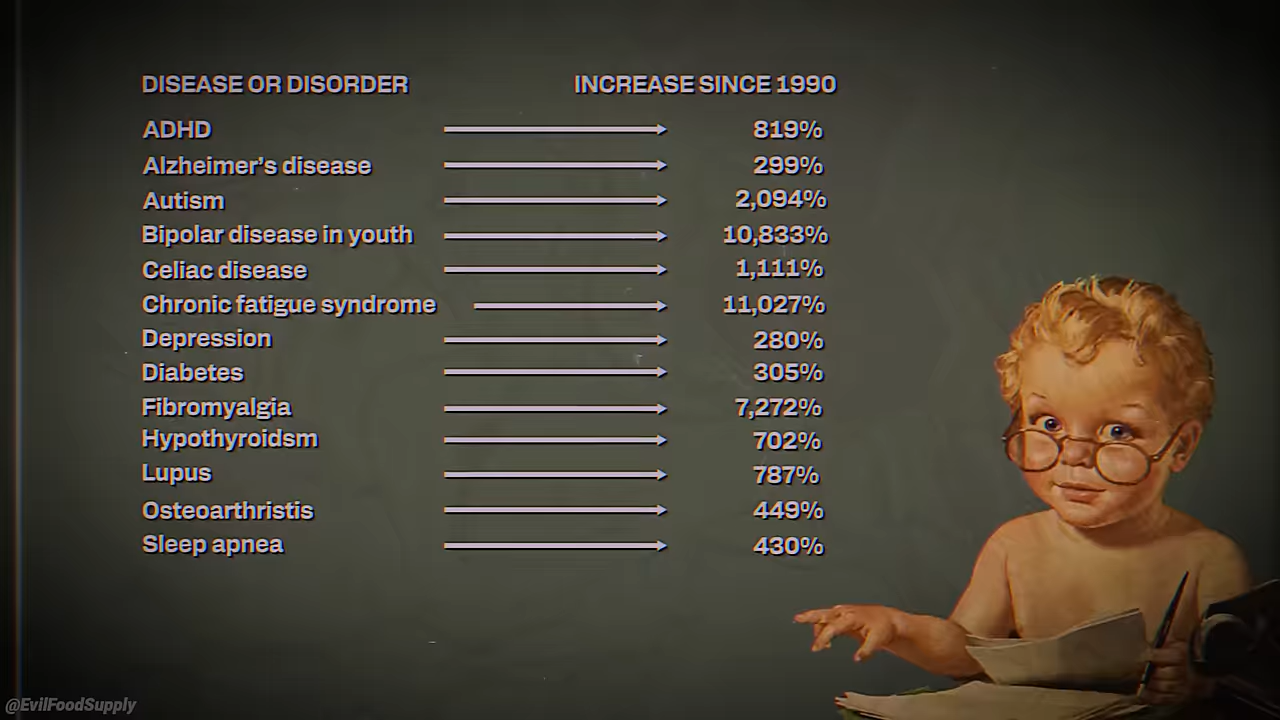 DISEASE OR DISORDER INCREASE SINCE 1990
ADHD 819%
Alzheimer's disease 299%
Autism 2,094%
Bipolar disease in youth 10,833%
Celiac disease 1,111%
Chronic fatigue syndrome 11,027%
Depression 280%
Diabetes 305%
Fibromyalgia 7,272%
Hypothyroidsm 702%
Lupus 787%
Osteoarthristis 449%
Sleep apnea 430%
@EvilFoodSupply